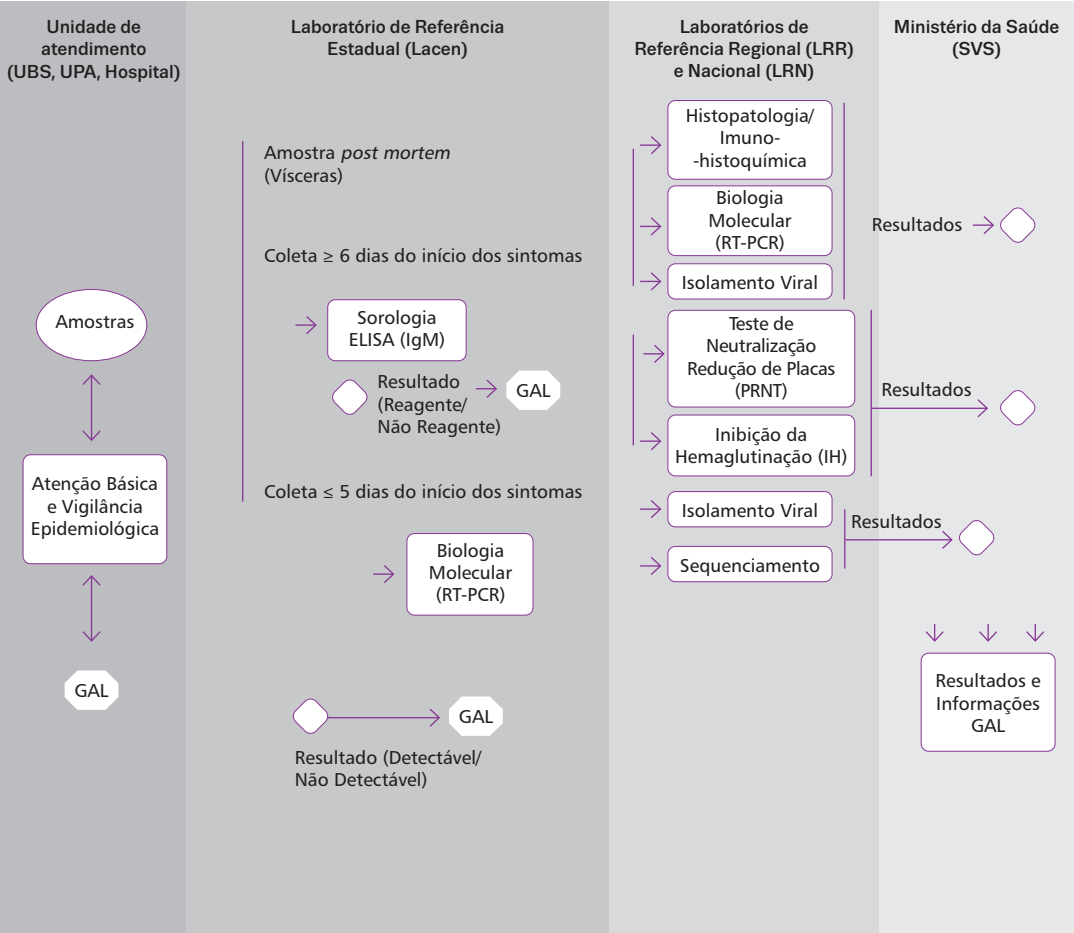 Unidade de
atendimento
(UBS, UPA, Hospital)
Amostras
Atenção Básica
e Vigilância
Epidemiológica
GAL
Laboratório de Referência
Estadual (Lacen)
Amostra post mortem
(Vísceras)
Coleta ≥ 6 dias do início dos sintomas
Sorologia
ELISA (IgM)
Resultado
(Reagente/
Não Reagente)
GAL
Coleta ≤ 5 dias do início dos sintomas
Biologia
Molecular
(RT-PCR)
GAL
Resultado (Detectável/
Não Detectável)
Laboratórios de
Referência Regional (LRR)
e Nacional (LRN)
Histopatologia/
Imuno-
-histoquímica
Biologia
Molecular
(RT-PCR)
Isolamento Viral
Teste de
Neutralização
Redução de Placas
(PRNT)
Inibição da
Hemaglutinação (IH)
Isolamento Viral
Sequenciamento
Ministério da Saúde
(SVS)
Resultados
Resultados
Resultados
Resultados e
Informações
GAL